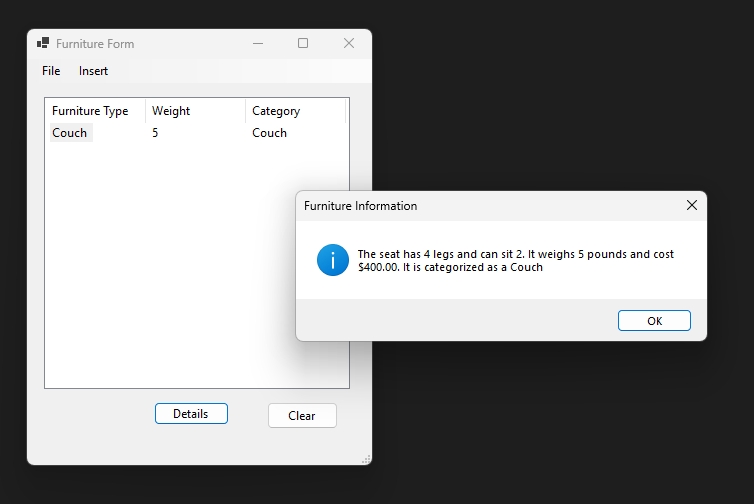 Furniture Form
File Insert
Furniture Type Weight Category
Couch 5 Couch
Furniture Information
The seat has 4 legs and can sit 2. It weighs 5 pounds and cost
$400.00. It is categorized as a Couch
OK
Details Clear